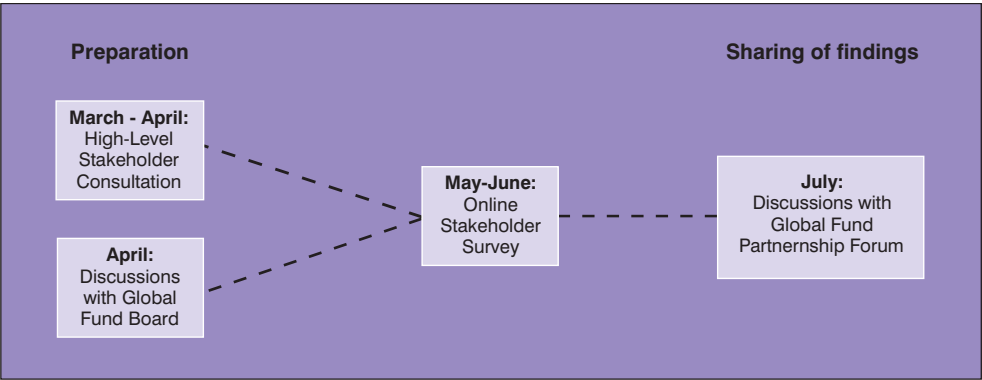 Preparation
Sharing of findings
March - April:
High-Level
Stakeholder
Consultation
April:
Discussions
with Global
Fund Board
May-June:
Online
Stakeholder
Survey
July:
Discussions with
Global Fund
Partnernship Forum